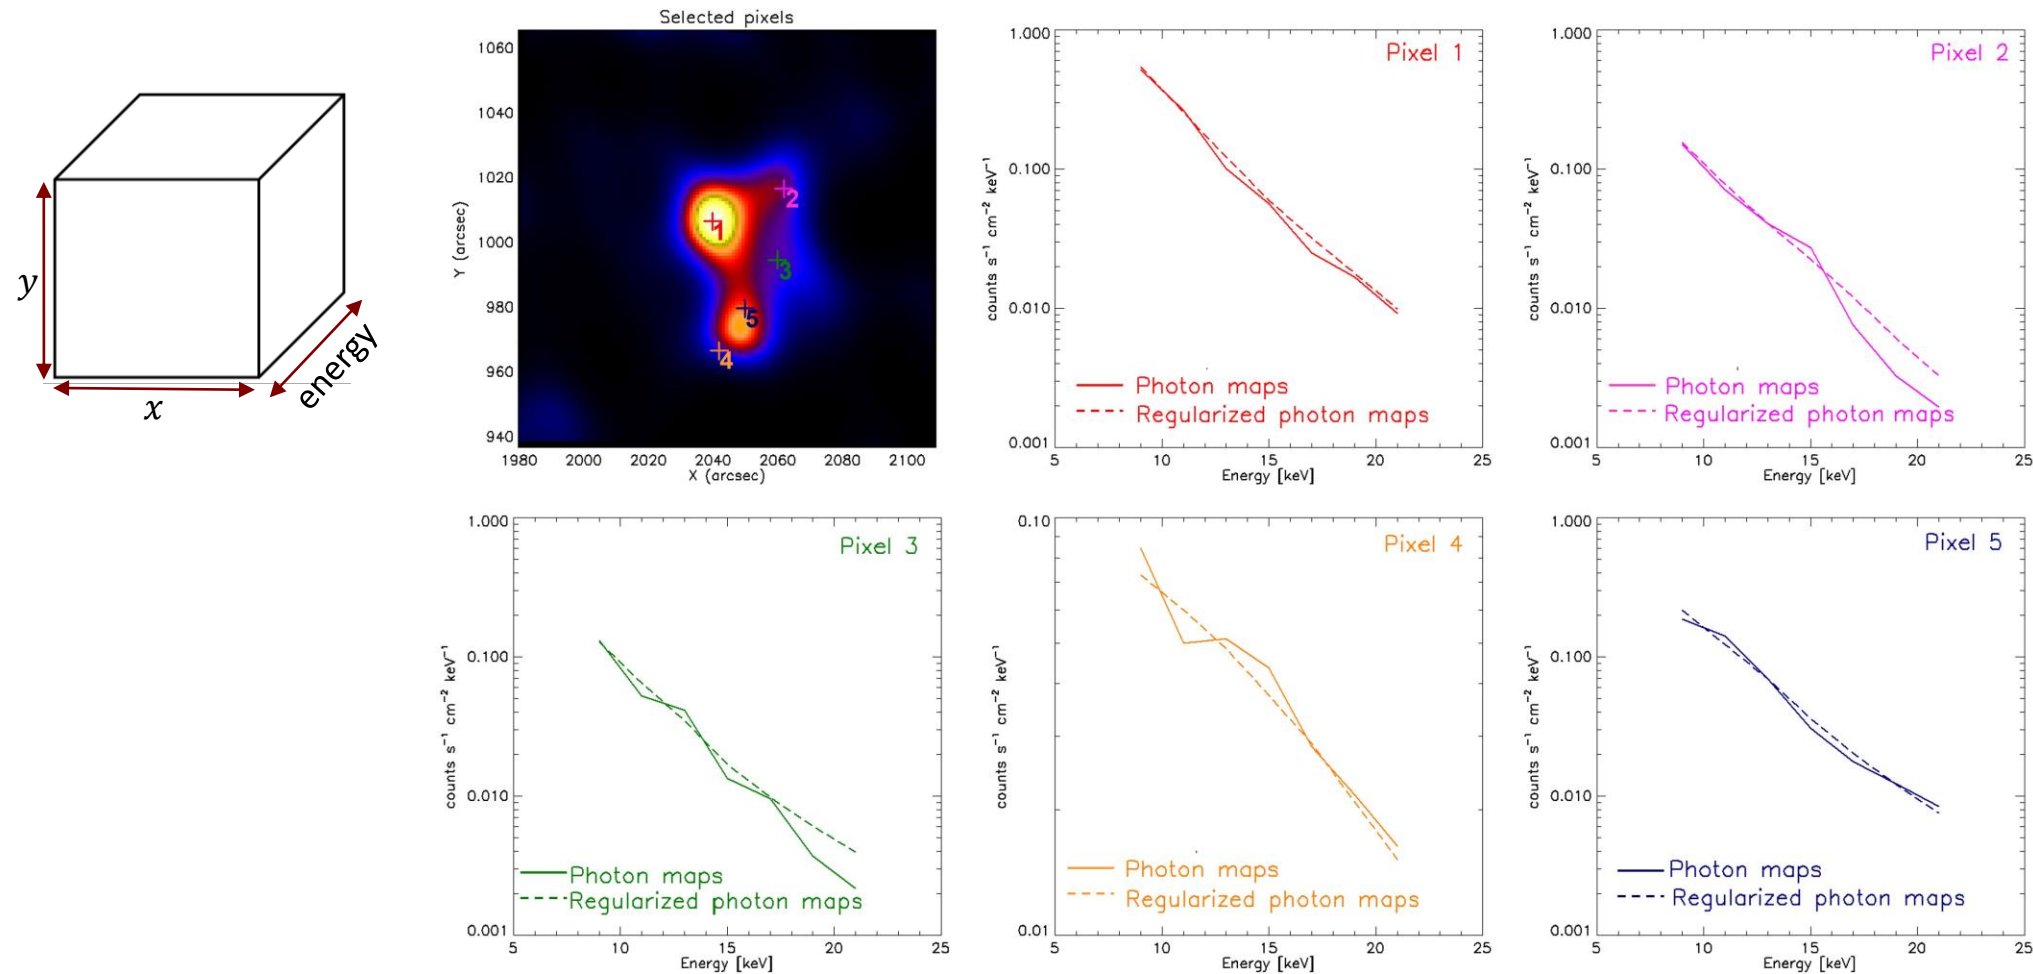 y
x
energy
Selected pixels
1060
1040
1020
1000
980
960
940
Y (arcsec)
1980 2000 2020 2040 2060 2080 2100
X (arcsec)
1
2
3
4
5
Pixel 1
1.000
0.100
0.010
0.001
counts s⁻¹ cm⁻² keV⁻¹
Photon maps
Regularized photon maps
5 10 15 20 25
Energy [keV]
Pixel 2
1.000
0.100
0.010
0.001
counts s⁻¹ cm⁻² keV⁻¹
Photon maps
Regularized photon maps
5 10 15 20 25
Energy [keV]
Pixel 3
1.000
0.100
0.010
0.001
counts s⁻¹ cm⁻² keV⁻¹
Photon maps
Regularized photon maps
5 10 15 20 25
Energy [keV]
Pixel 4
0.10
0.01
counts s⁻¹ cm⁻² keV⁻¹
Photon maps
Regularized photon maps
5 10 15 20 25
Energy [keV]
Pixel 5
1.000
0.100
0.010
0.001
counts s⁻¹ cm⁻² keV⁻¹
Photon maps
Regularized photon maps
5 10 15 20 25
Energy [keV]